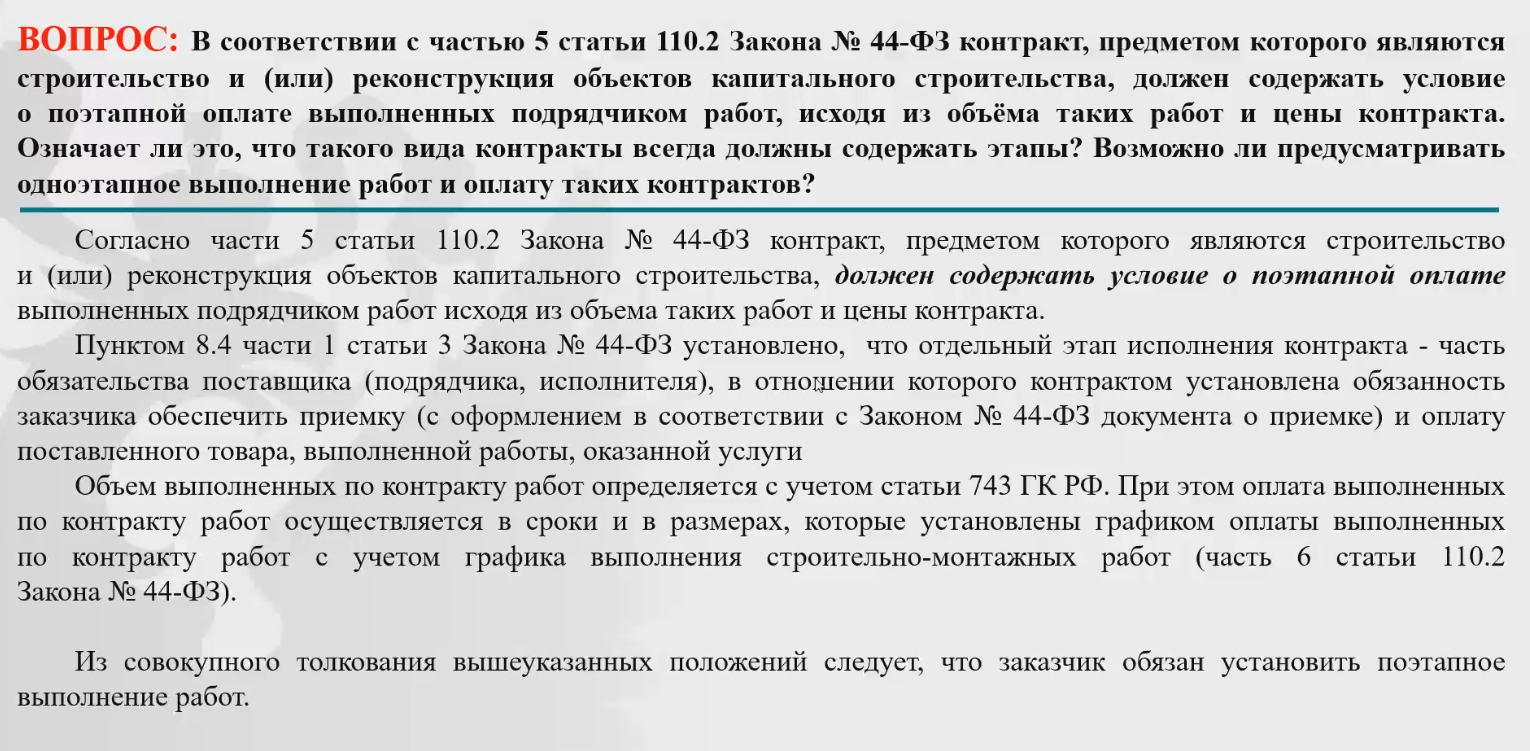 ВОПРОС: В соответствии с частью 5 статьи 110.2 Закона № 44-ФЗ контракт, предметом которого являются
строительство и (или) реконструкция объектов капитального строительства, должен содержать условие
о поэтапной оплате выполненных подрядчиком работ, исходя из объёма таких работ и цены контракта.
Означает ли это, что такого вида контракты всегда должны содержать этапы? Возможно ли предусматривать
одноэтапное выполнение работ и оплату таких контрактов?
Согласно части 5 статьи 110.2 Закона № 44-ФЗ контракт, предметом которого являются строительство
и (или) реконструкция объектов капитального строительства, должен содержать условие о поэтапной оплате
выполненных подрядчиком работ исходя из объема таких работ и цены контракта.
Пунктом 8.4 части 1 статьи 3 Закона № 44-ФЗ установлено, что отдельный этап исполнения контракта - часть
обязательства поставщика (подрядчика, исполнителя), в отношении которого контрактом установлена обязанность
заказчика обеспечить приемку (с оформлением в соответствии с Законом № 44-ФЗ документа о приемке) и оплату
поставленного товара, выполненной работы, оказанной услуги
Объем выполненных по контракту работ определяется с учетом статьи 743 ГК РФ. При этом оплата выполненных
по контракту работ осуществляется в сроки и в размерах, которые установлены графиком оплаты выполненных
по контракту работ с учетом графика выполнения строительно-монтажных работ (часть 6 статьи 110.2
Закона № 44-ФЗ).
Из совокупного толкования вышеуказанных положений следует, что заказчик обязан установить поэтапное
выполнение работ.